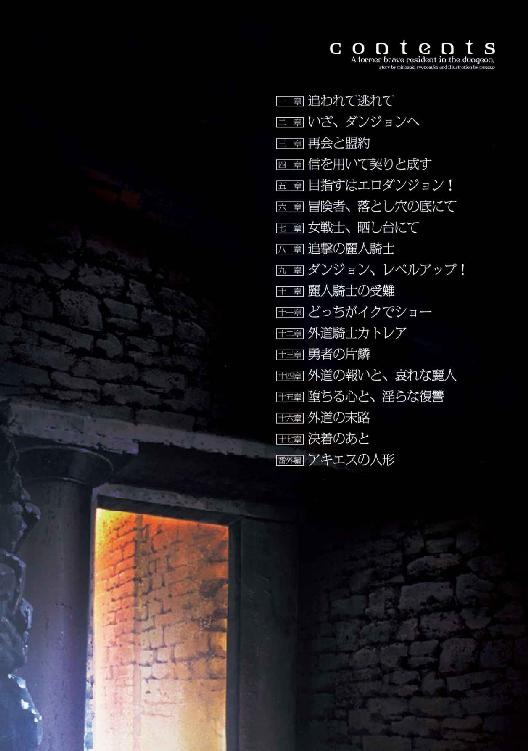 contents
A former brave resident in the dungeon.
一章 追われて逃れて
二章 いざ、ダンジョンへ
三章 再会と盟約
四章 信を用いて契りと成す
五章 目指すはエロダンジョン！
六章 冒険者、落とし穴の底にて
七章 女戦士、晒し台にて
八章 追撃の麗人騎士
九章 ダンジョン、レベルアップ！
十章 麗人騎士の受難
十一章 どっちがイクでショー
十二章 外道騎士カトレア
十三章 勇者の片鱗
十四章 外道の報いと、哀れな麗人
十五章 堕ちる心と、淫らな復讐
十六章 外道の末路
十七章 決着のあと
番外編 アキエスの人形